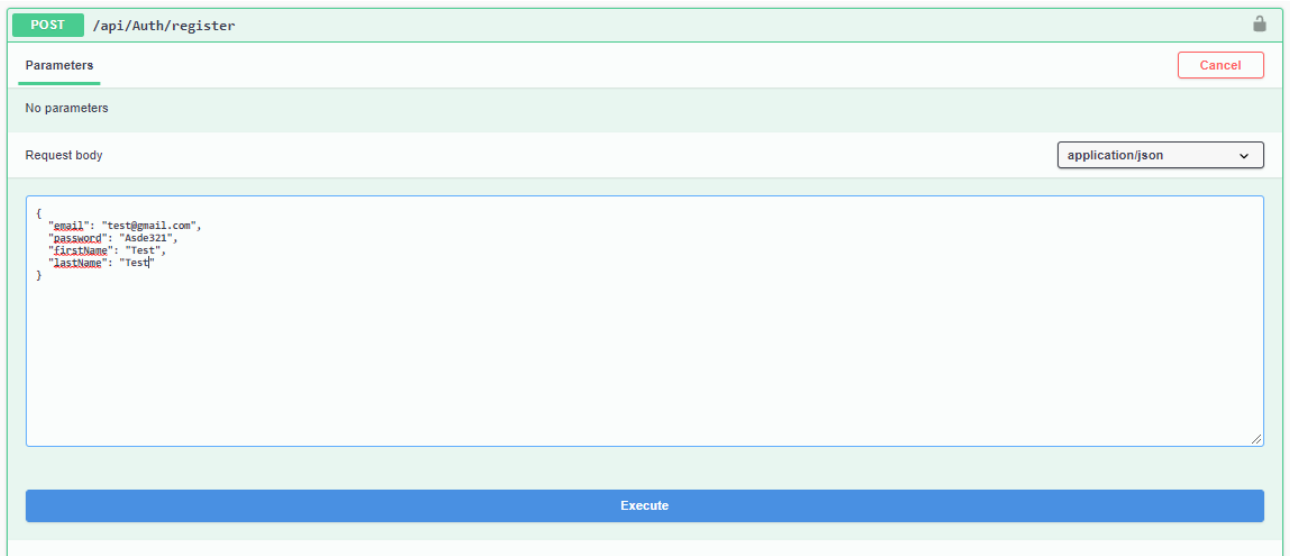 POST /api/Auth/register
Parameters
Cancel
No parameters
Request body
application/json
{
"email": "test@gmail.com",
"password": "Asde321",
"firstName": "Test",
"lastName": "Test"
}
Execute